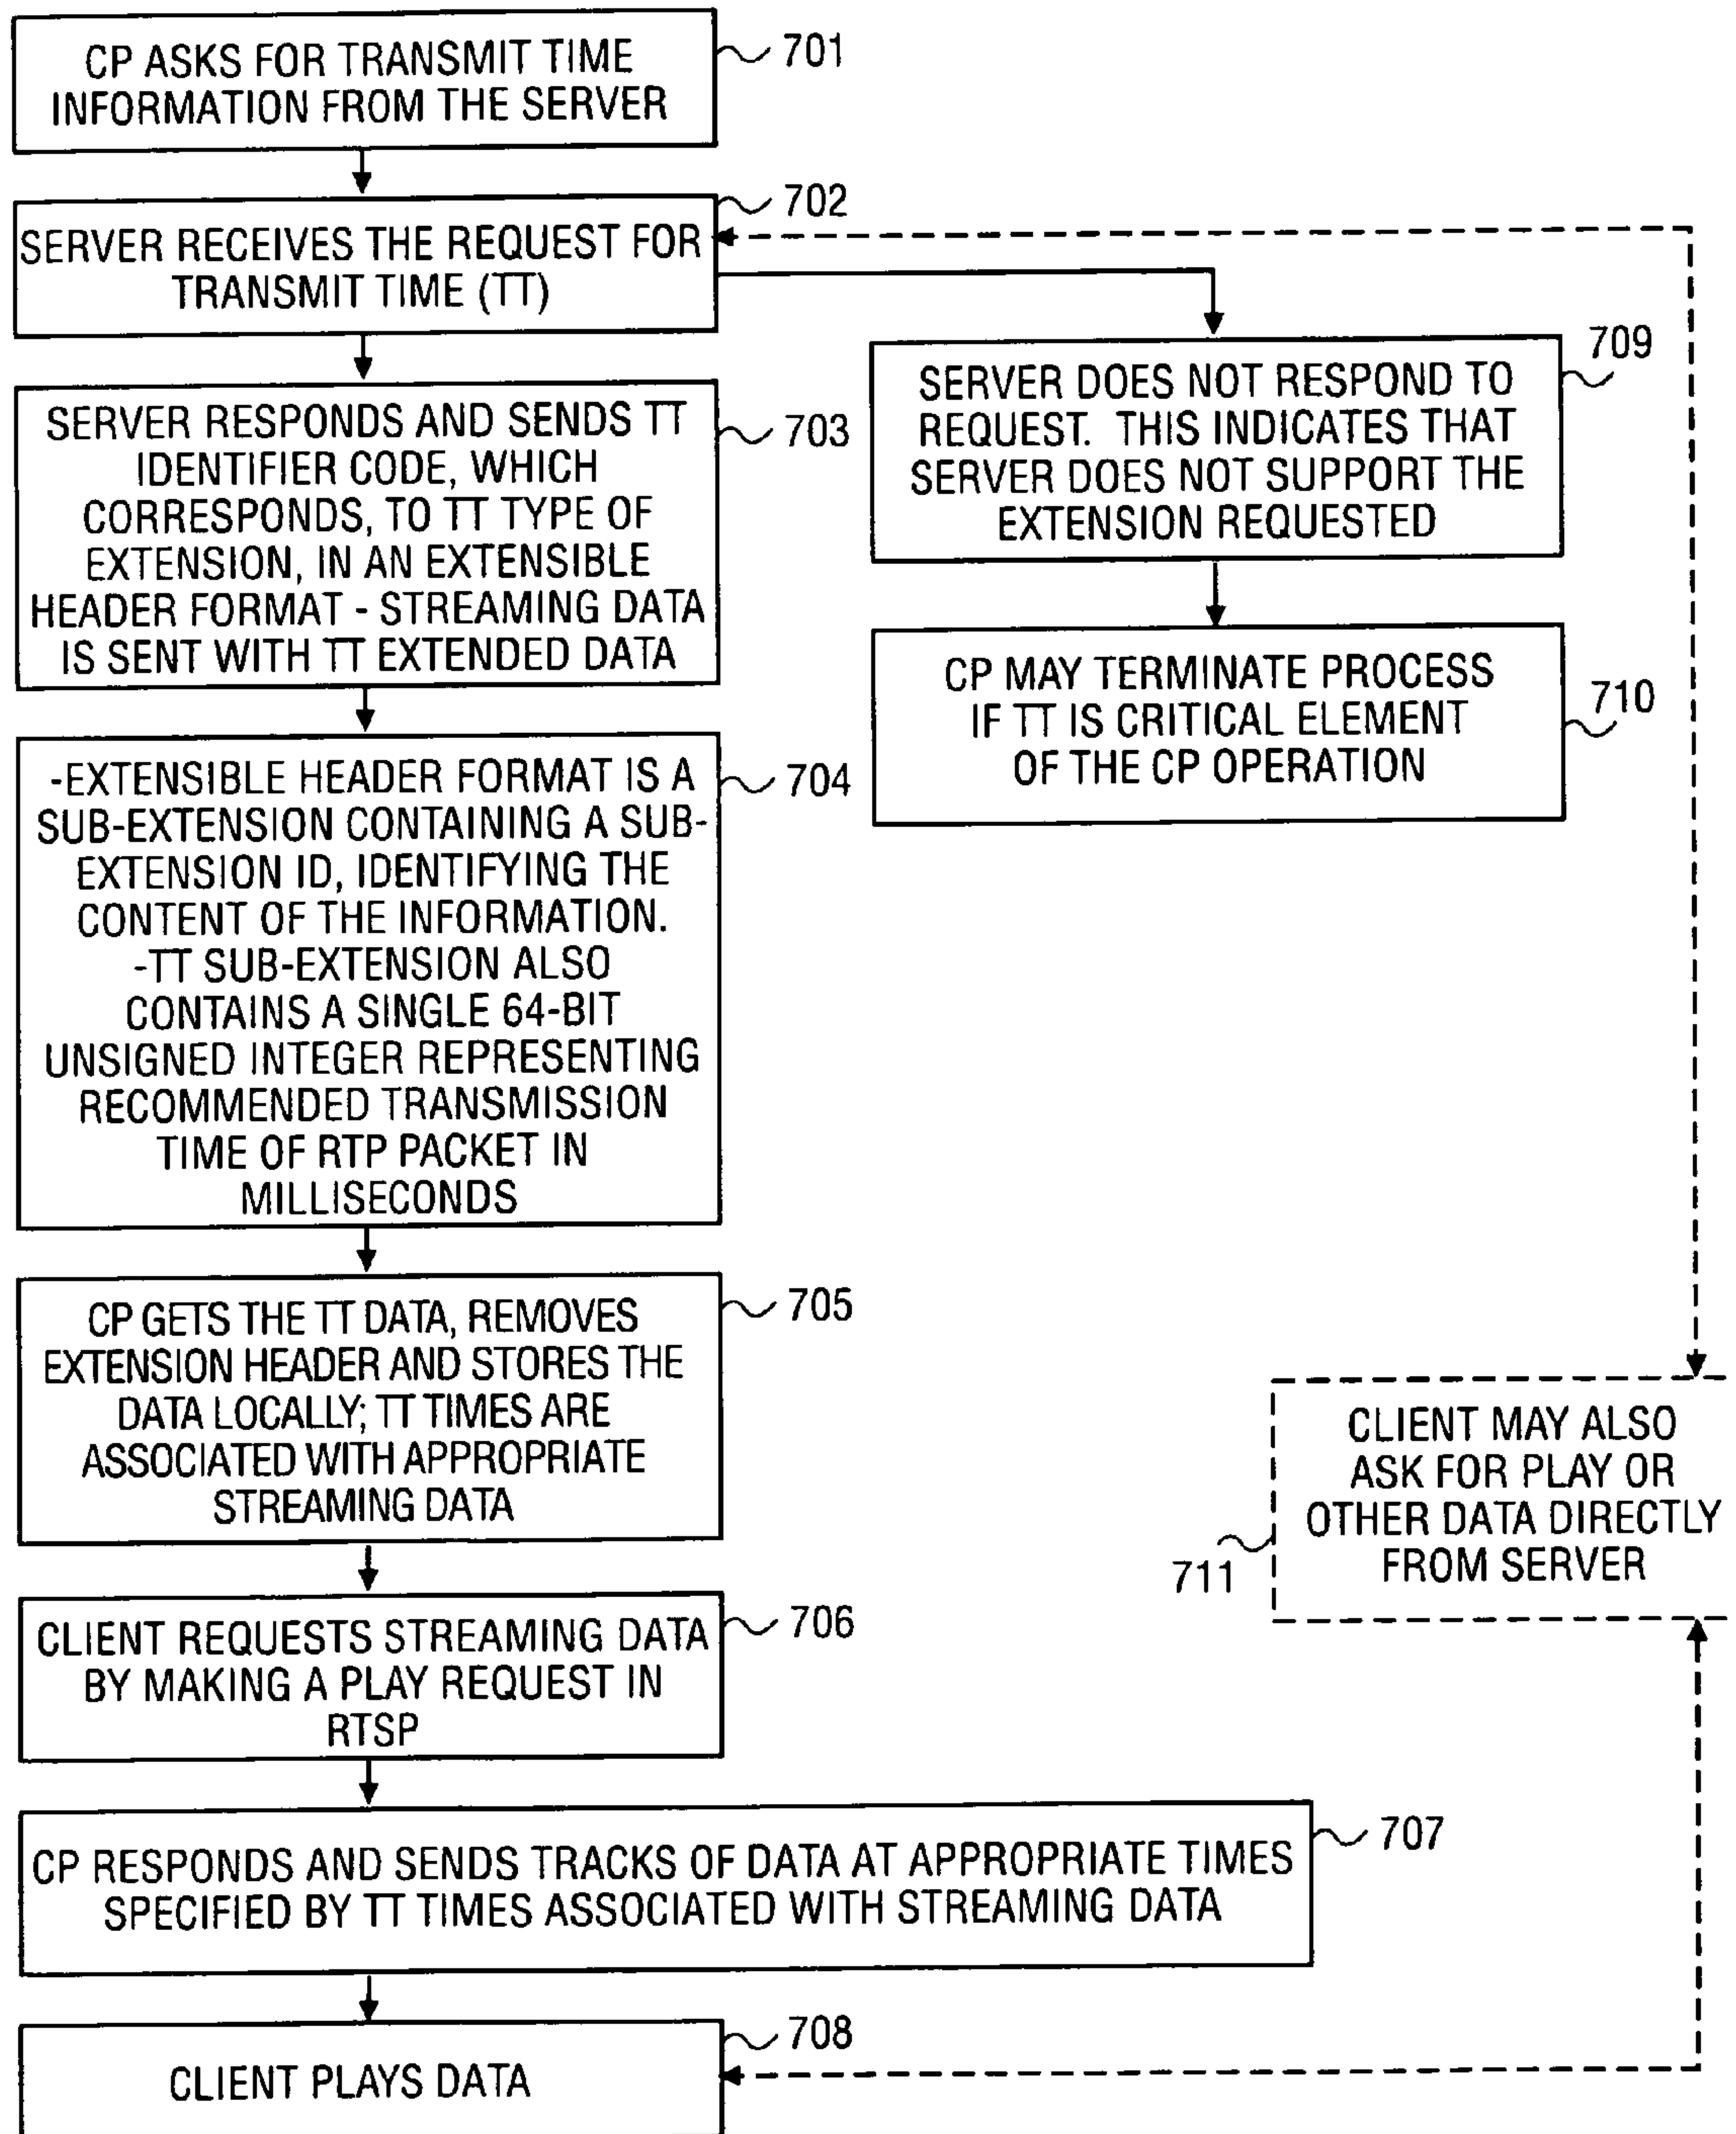 CP ASKS FOR TRANSMIT TIME
INFORMATION FROM THE SERVER
701
SERVER RECEIVES THE REQUEST FOR
TRANSMIT TIME (TT)
702
SERVER RESPONDS AND SENDS TT
IDENTIFIER CODE, WHICH
CORRESPONDS, TO TT TYPE OF
EXTENSION, IN AN EXTENSIBLE
HEADER FORMAT - STREAMING DATA
IS SENT WITH TT EXTENDED DATA
703
SERVER DOES NOT RESPOND TO
REQUEST. THIS INDICATES THAT
SERVER DOES NOT SUPPORT THE
EXTENSION REQUESTED
709
CP MAY TERMINATE PROCESS
IF TT IS CRITICAL ELEMENT
OF THE CP OPERATION
710
-EXTENSIBLE HEADER FORMAT IS A
SUB-EXTENSION CONTAINING A SUB-
EXTENSION ID, IDENTIFYING THE
CONTENT OF THE INFORMATION.
-TT SUB-EXTENSION ALSO
CONTAINS A SINGLE 64-BIT
UNSIGNED INTEGER REPRESENTING
RECOMMENDED TRANSMISSION
TIME OF RTP PACKET IN
MILLISECONDS
704
CP GETS THE TT DATA, REMOVES
EXTENSION HEADER AND STORES THE
DATA LOCALLY; TT TIMES ARE
ASSOCIATED WITH APPROPRIATE
STREAMING DATA
705
CLIENT MAY ALSO
ASK FOR PLAY OR
OTHER DATA DIRECTLY
FROM SERVER
711
CLIENT REQUESTS STREAMING DATA
BY MAKING A PLAY REQUEST IN
RTSP
706
CP RESPONDS AND SENDS TRACKS OF DATA AT APPROPRIATE TIMES
SPECIFIED BY TT TIMES ASSOCIATED WITH STREAMING DATA
707
CLIENT PLAYS DATA
708